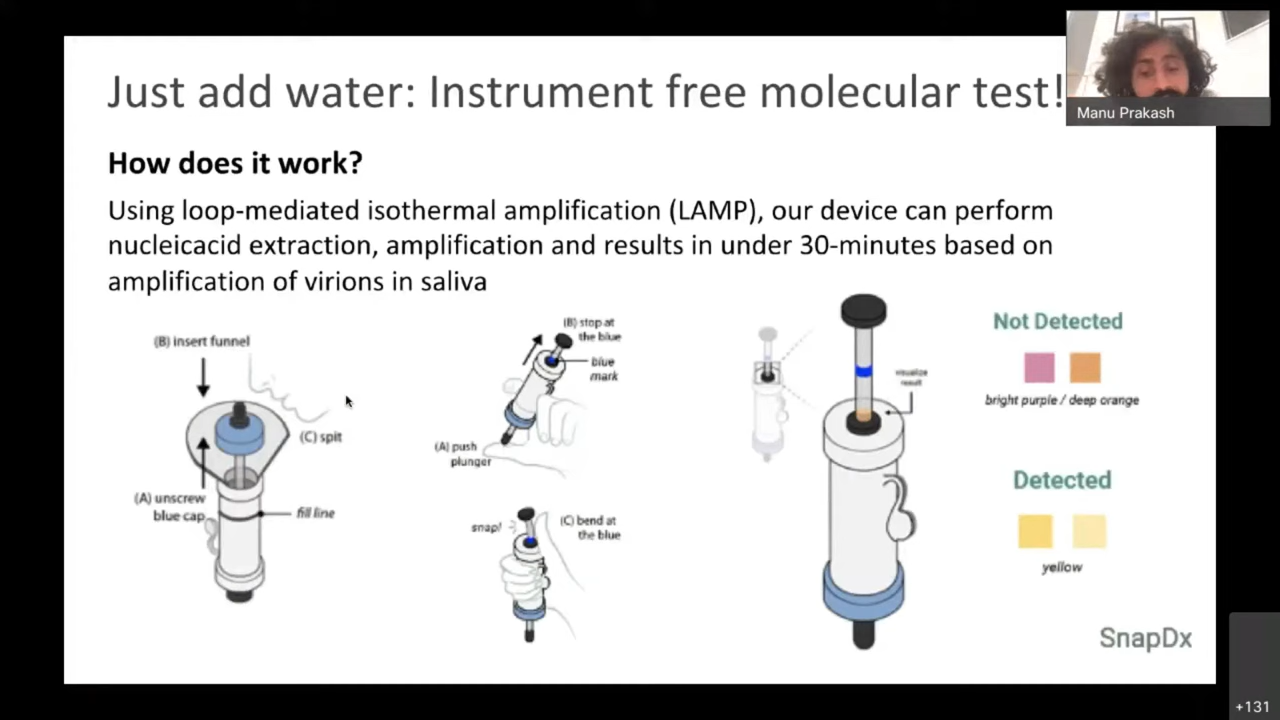 Just add water: Instrument free molecular test!
Manu Prakash
How does it work?
Using loop-mediated isothermal amplification (LAMP), our device can perform
nucleicacid extraction, amplification and results in under 30-minutes based on
amplification of virions in saliva
(B) insert funnel
(C) spit
(A) unscrew
blue cap
fill line
(B) stop at
the blue
blue
mark
(A) push
plunger
snap!
(C) bend at
the blue
visualize
result
Not Detected
bright purple / deep orange
Detected
yellow
SnapDx
+131